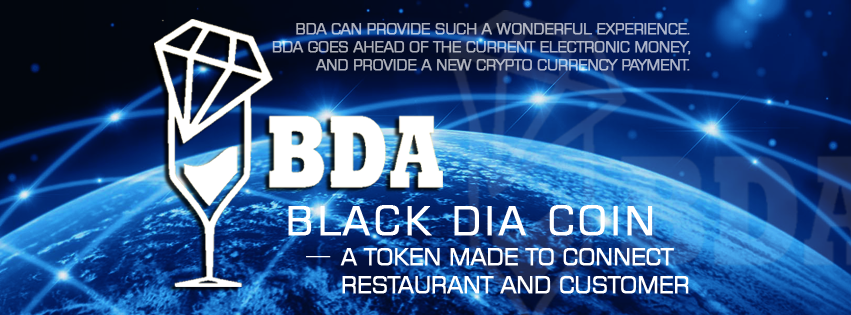 BDA CAN PROVIDE SUCH A WONDERFUL EXPERIENCE.
BDA GOES AHEAD OF THE CURRENT ELECTRONIC MONEY,
AND PROVIDE A NEW CRYPTO CURRENCY PAYMENT.
BDA
BDA
BLACK DIA COIN
— A TOKEN MADE TO CONNECT
RESTAURANT AND CUSTOMER